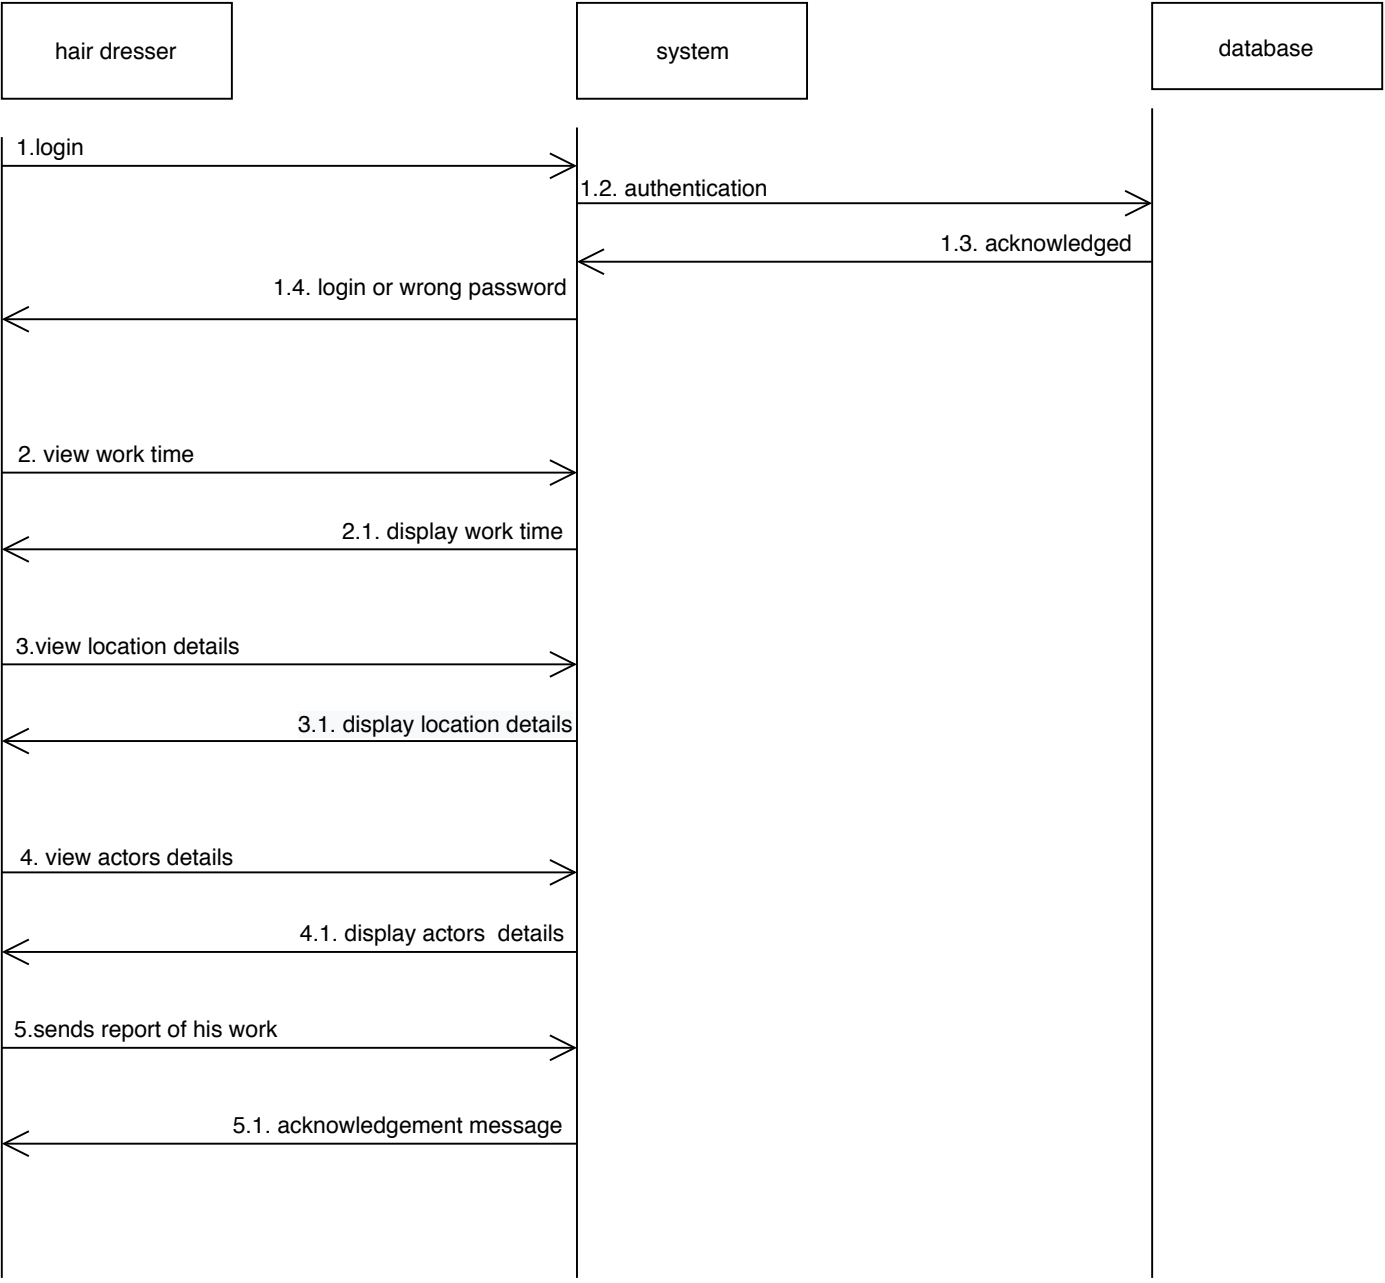 hair dresser
system
database
1.login
1.2. authentication
1.3. acknowledged
1.4. login or wrong password
2. view work time
2.1. display work time
3.view location details
3.1. display location details
4. view actors details
4.1. display actors  details
5.sends report of his work
5.1. acknowledgement message